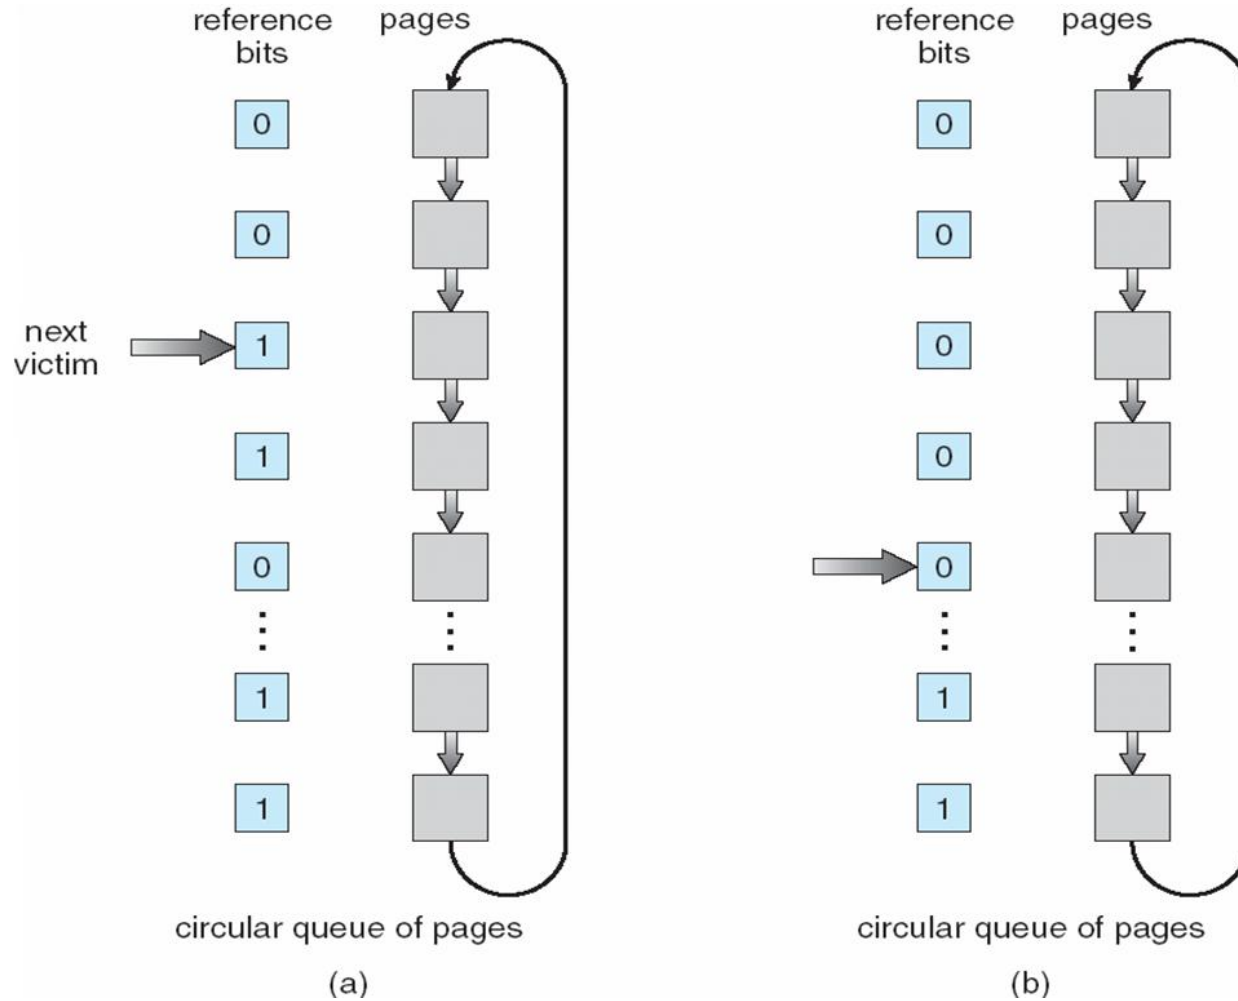 reference
bits
pages
0
0
next
victim
1
1
0
1
1
circular queue of pages
(a)
reference
bits
pages
0
0
0
0
0
1
1
circular queue of pages
(b)